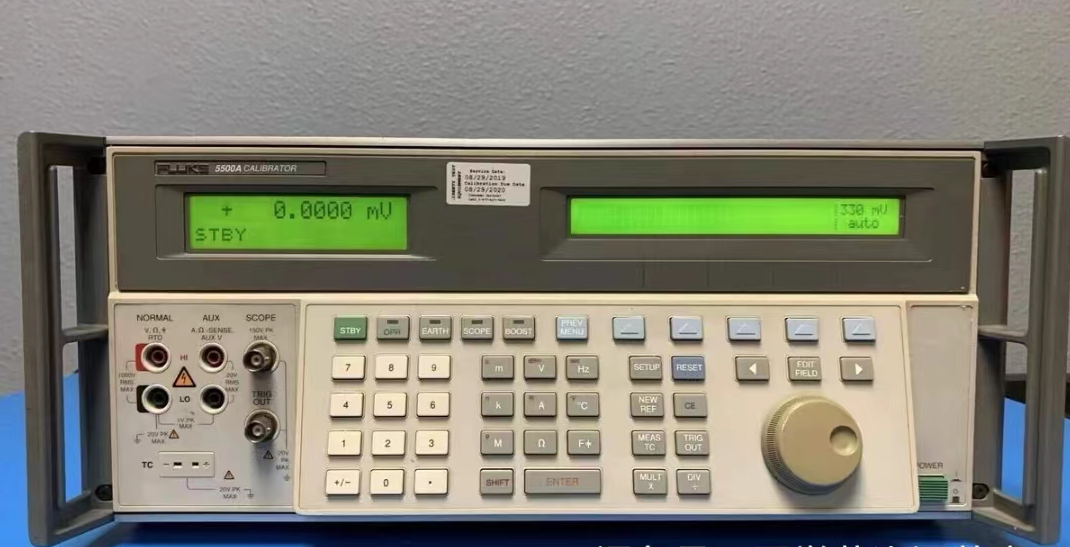 FLUKE 5500A CALIBRATOR
Service Date:
08/29/2019
Calibration Due Date
08/29/2020
+ 0.0000 mV
STBY
330 mV
auto
NORMAL
AUX
SCOPE
V, Ω,
RTD
A, Ω-SENSE,
AUX V
150V PK
MAX
HI
1000V
RMS
MAX
20V
RMS
MAX
LO
TRIG
OUT
1V PK
MAX
20V PK
MAX
20V
PK
MAX
TC
- +
20V PK
MAX
STBY
OPR
EARTH
SCOPE
BOOST
PREV
MENU
7 8 9
m V Hz
SETUP
RESET
EDIT
FIELD
4 5 6
k A °C
NEW
REF
CE
1 2 3
M Ω F
MEAS
TC
TRIG
OUT
+/− 0 •
SHIFT
ENTER
MULT
X
DIV
÷
POWER
I
O